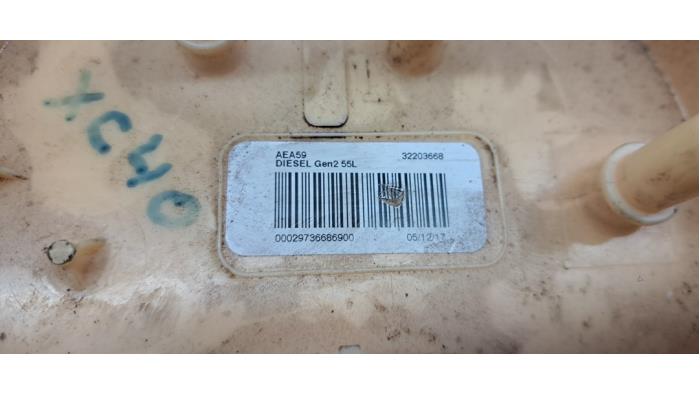 XC40
AEA59 32203668
DIESEL Gen2 55L
00029736686900 05/12/17